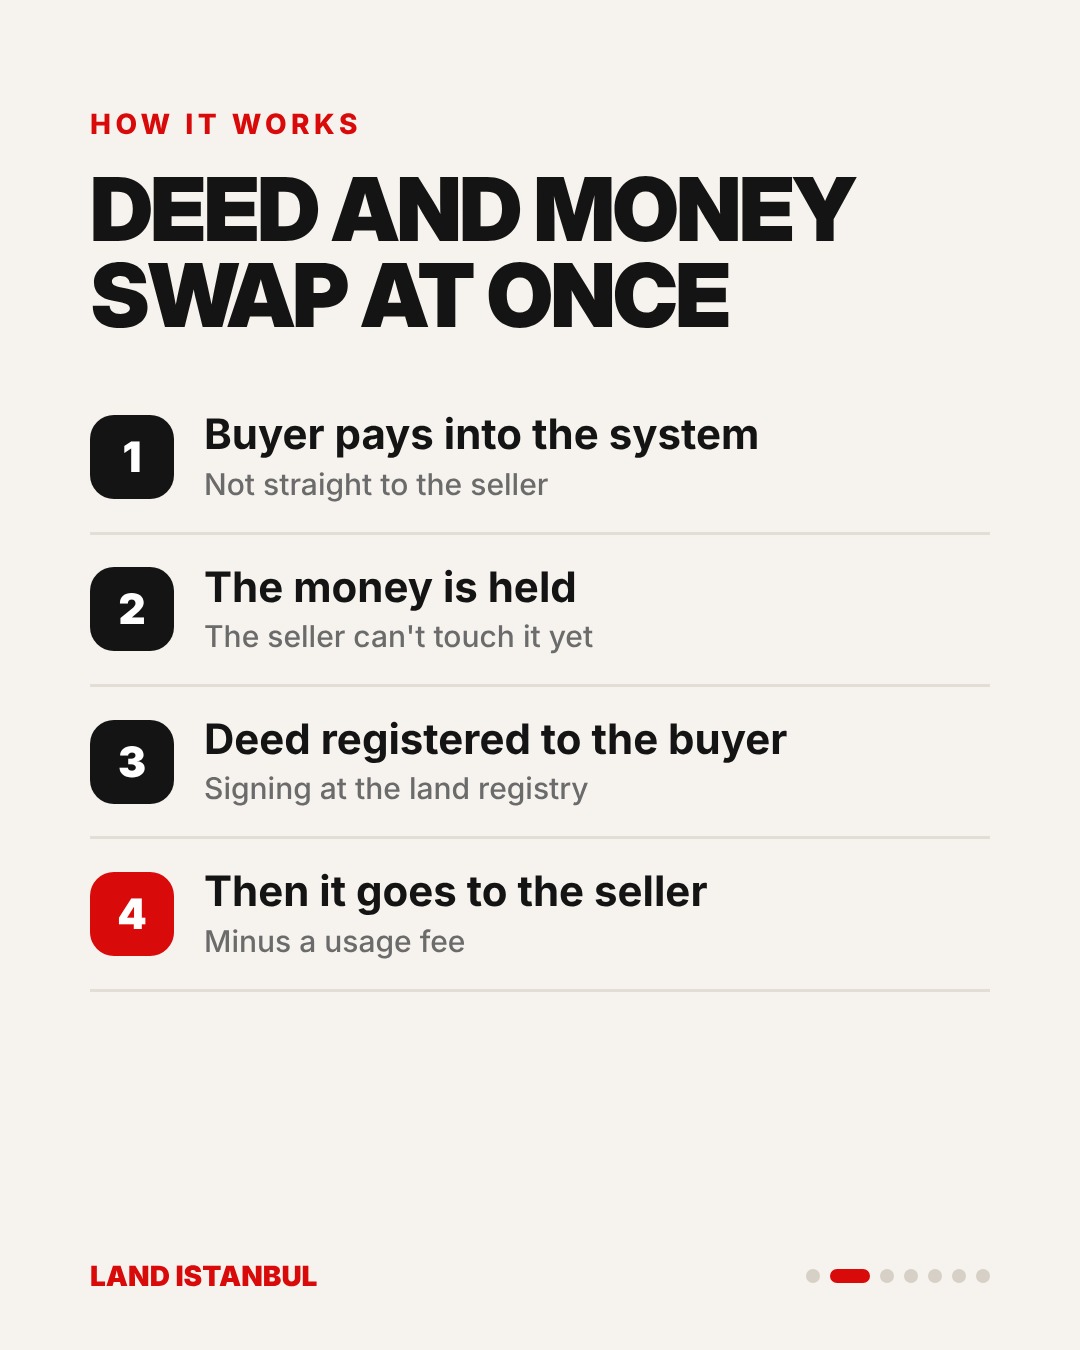 HOW IT WORKS
DEED AND MONEY
SWAP AT ONCE
1
Buyer pays into the system
Not straight to the seller
2
The money is held
The seller can't touch it yet
3
Deed registered to the buyer
Signing at the land registry
4
Then it goes to the seller
Minus a usage fee
LAND ISTANBUL